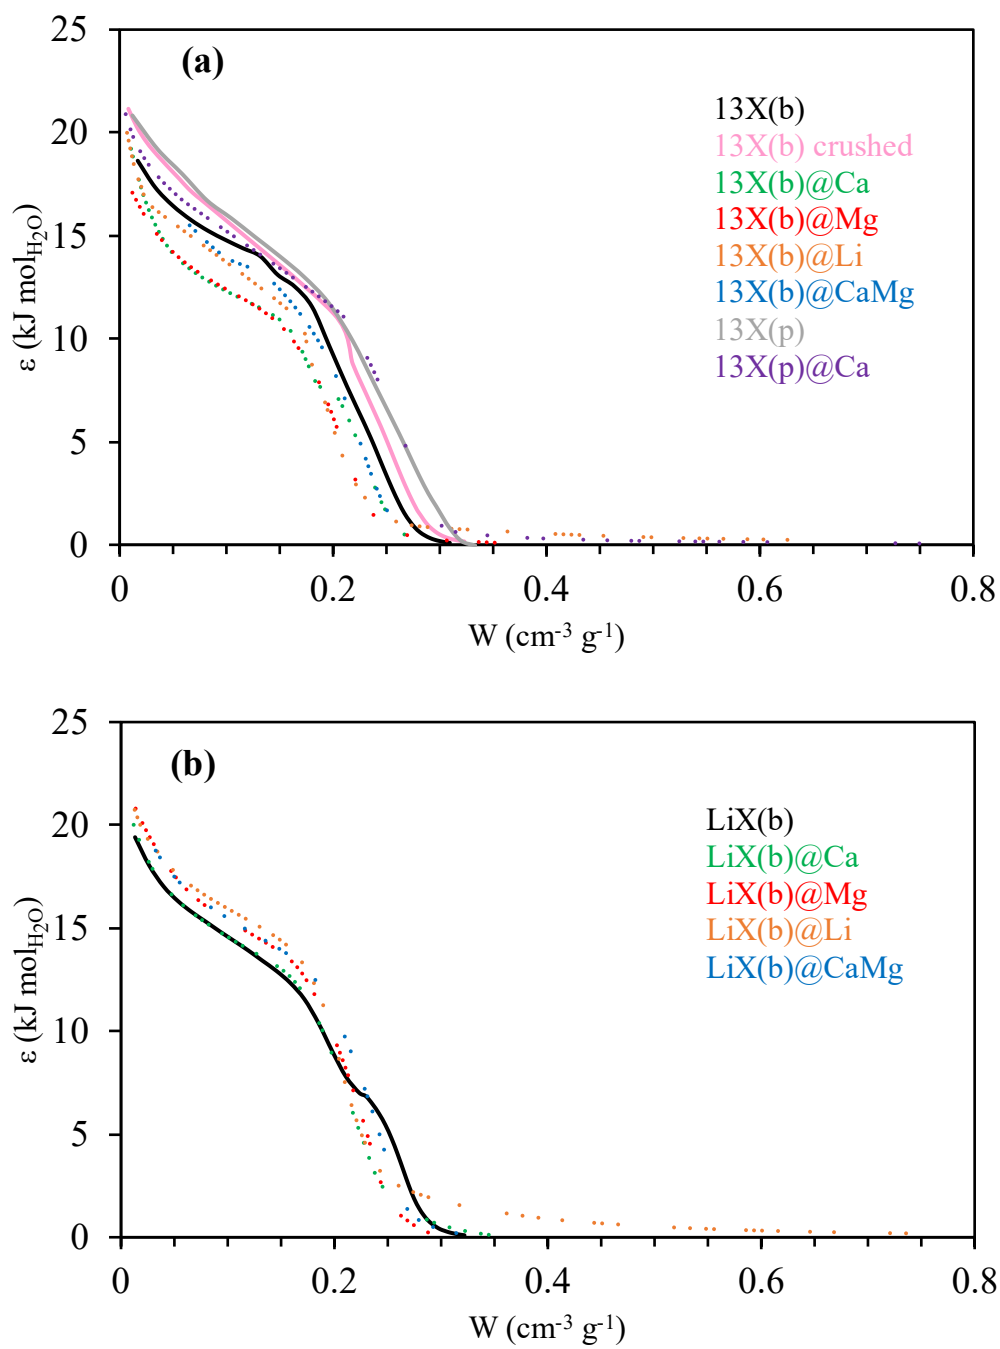 25
(a)
13X(b)
20
13X(b) crushed
13X(b)@Ca
15
13X(b)@Mg
13X(b)@Li
ε (kJ mol_H₂O)
13X(b)@CaMg
10
13X(p)
13X(p)@Ca
5
0
0 0.2 0.4 0.6 0.8
W (cm⁻³ g⁻¹)
25
(b)
20
LiX(b)
LiX(b)@Ca
15
LiX(b)@Mg
LiX(b)@Li
ε (kJ mol_H₂O)
LiX(b)@CaMg
10
5
0
0 0.2 0.4 0.6 0.8
W (cm⁻³ g⁻¹)